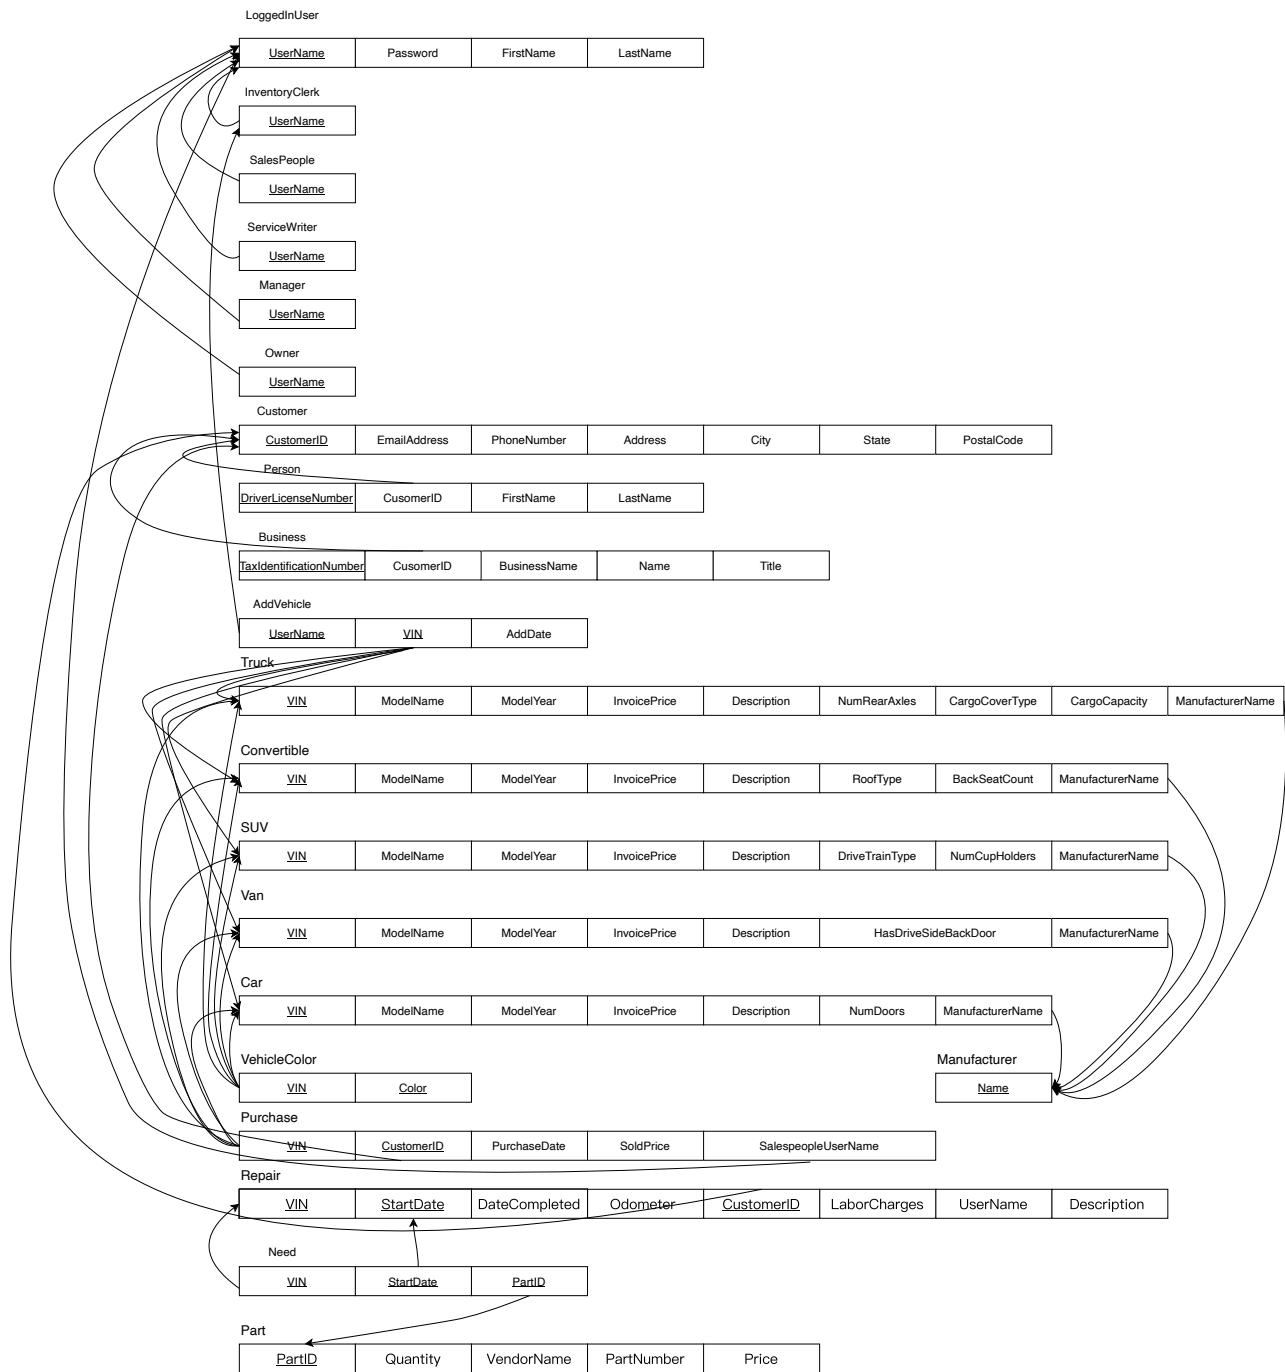 LoggedInUser
UserName Password FirstName LastName
InventoryClerk
UserName
SalesPeople
UserName
ServiceWriter
UserName
Manager
UserName
Owner
UserName
Customer
CustomerID EmailAddress PhoneNumber Address City State PostalCode
Person
DriverLicenseNumber CusomerID FirstName LastName
Business
TaxIdentificationNumber CusomerID BusinessName Name Title
AddVehicle
UserName VIN AddDate
Truck
VIN ModelName ModelYear InvoicePrice Description NumRearAxles CargoCoverType CargoCapacity ManufacturerName
Convertible
VIN ModelName ModelYear InvoicePrice Description RoofType BackSeatCount ManufacturerName
SUV
VIN ModelName ModelYear InvoicePrice Description DriveTrainType NumCupHolders ManufacturerName
Van
VIN ModelName ModelYear InvoicePrice Description HasDriveSideBackDoor ManufacturerName
Car
VIN ModelName ModelYear InvoicePrice Description NumDoors ManufacturerName
VehicleColor Manufacturer
VIN Color Name
Purchase
VIN CustomerID PurchaseDate SoldPrice SalespeopleUserName
Repair
VIN StartDate DateCompleted Odometer CustomerID LaborCharges UserName Description
Need
VIN StartDate PartID
Part
PartID Quantity VendorName PartNumber Price